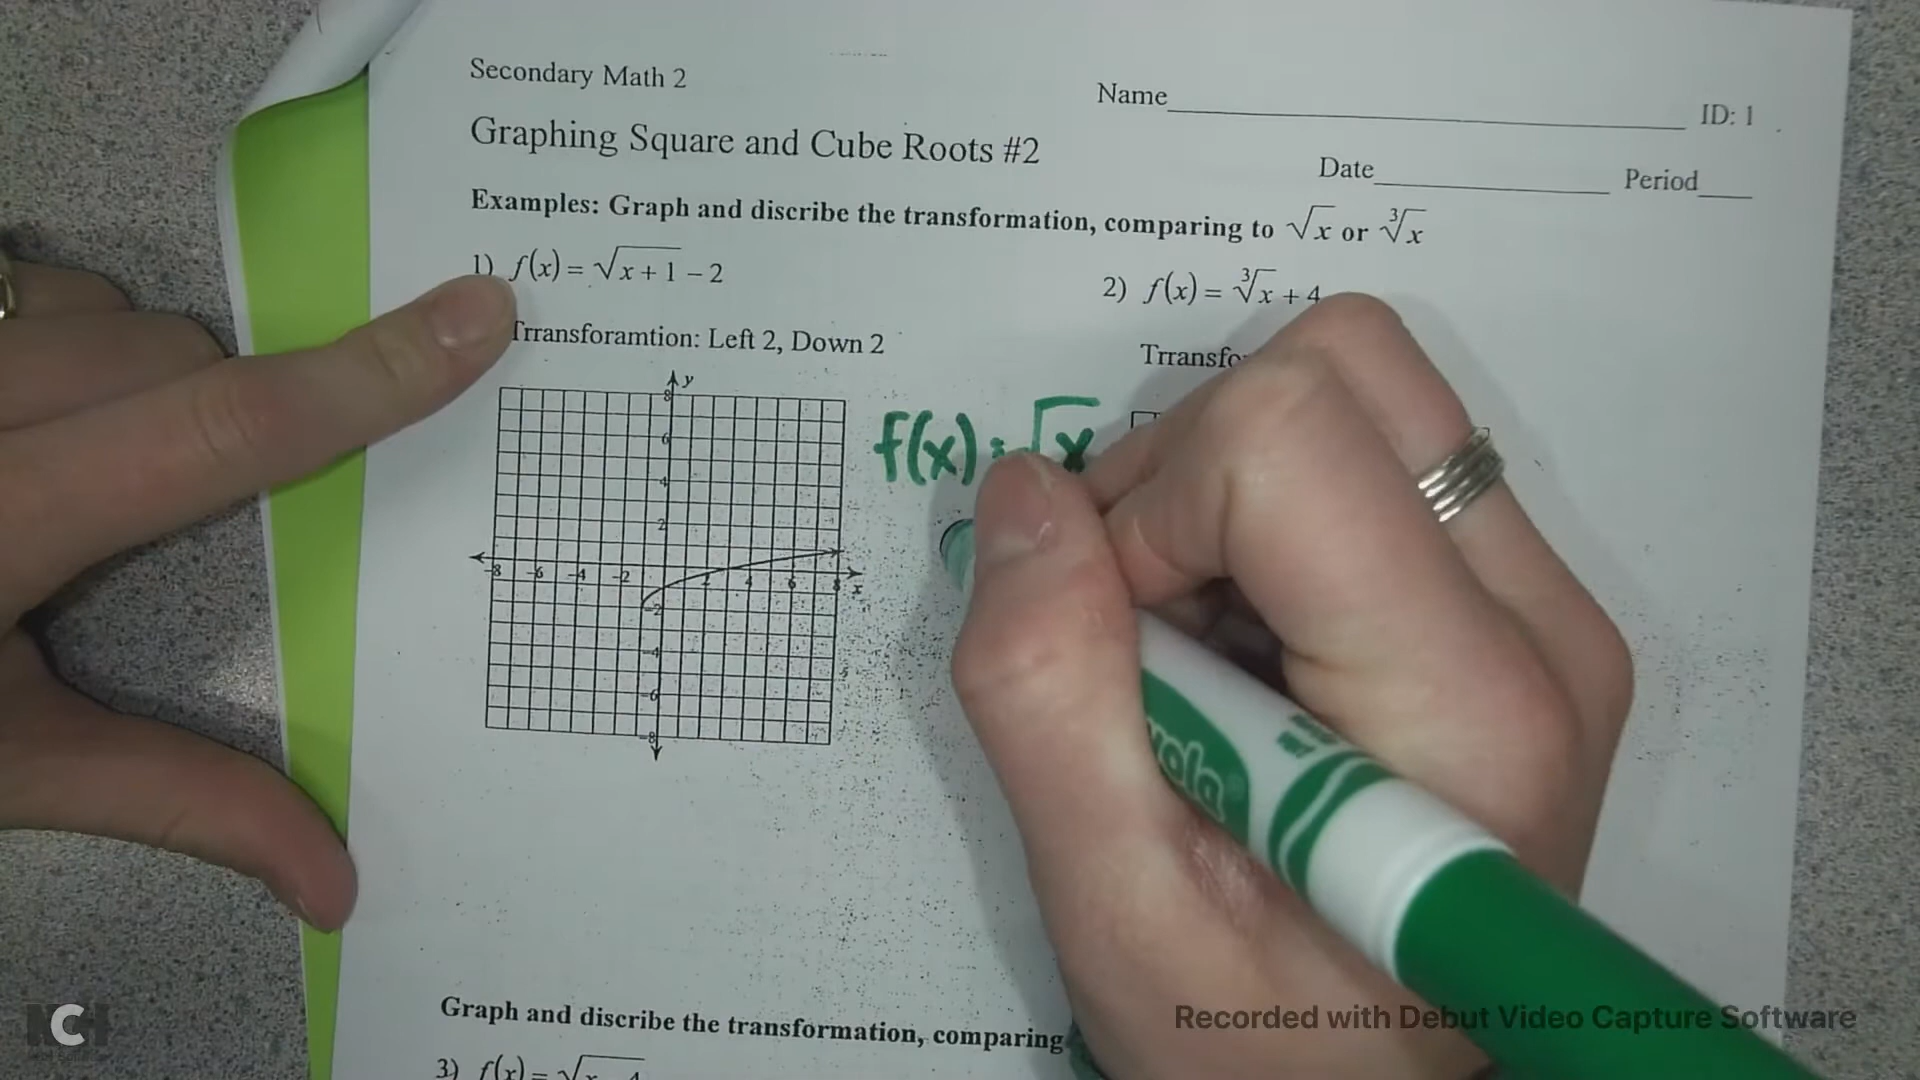 Secondary Math 2
Name ID: 1
Graphing Square and Cube Roots #2
Date Period
Examples: Graph and discribe the transformation, comparing to √x or ∛x
1) f(x) = √x + 1 - 2
2) f(x) = ∛x + 4
Trransforamtion: Left 2, Down 2
Trransfo
y
8
6
4
2
-8 -6 -4 -2 2 4 6 8 x
-2
-4
-6
-8
f(x) = √x
Graph and discribe the transformation, comparing
3) f(x) = √x
Recorded with Debut Video Capture Software
NCH